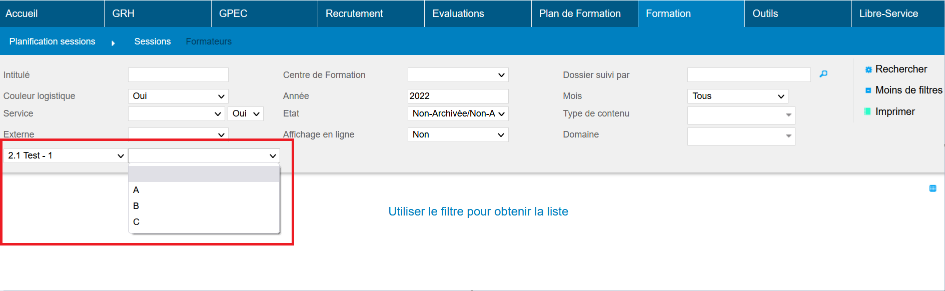 Accueil GRH GPEC Recrutement Evaluations Plan de Formation Formation Outils Libre-Service
Planification sessions Sessions Formateurs
Intitulé Centre de Formation Dossier suivi par Rechercher
Couleur logistique Oui Année 2022 Mois Tous Moins de filtres
Service Oui Etat Non-Archivée/Non-A Type de contenu Imprimer
Externe Affichage en ligne Non Domaine
2.1 Test - 1
A
B
C
Utiliser le filtre pour obtenir la liste